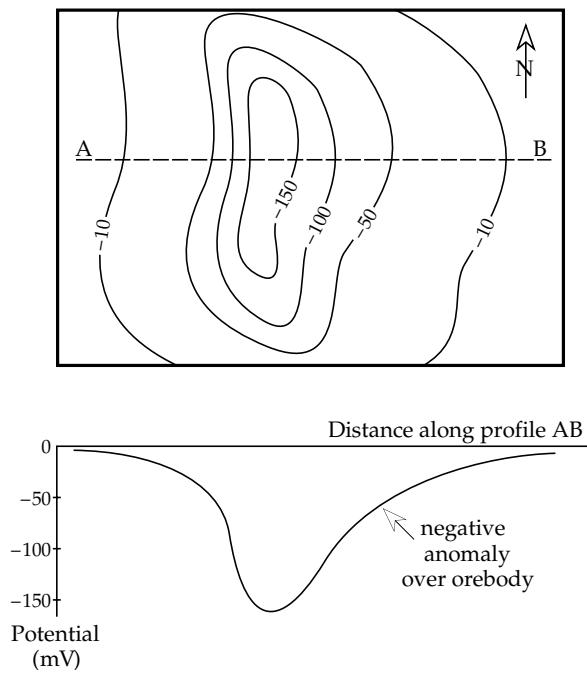 N
A
B
–10
–150
–100
–50
–10
Distance along profile AB
0
–50
–100
–150
negative
anomaly
over orebody
Potential
(mV)